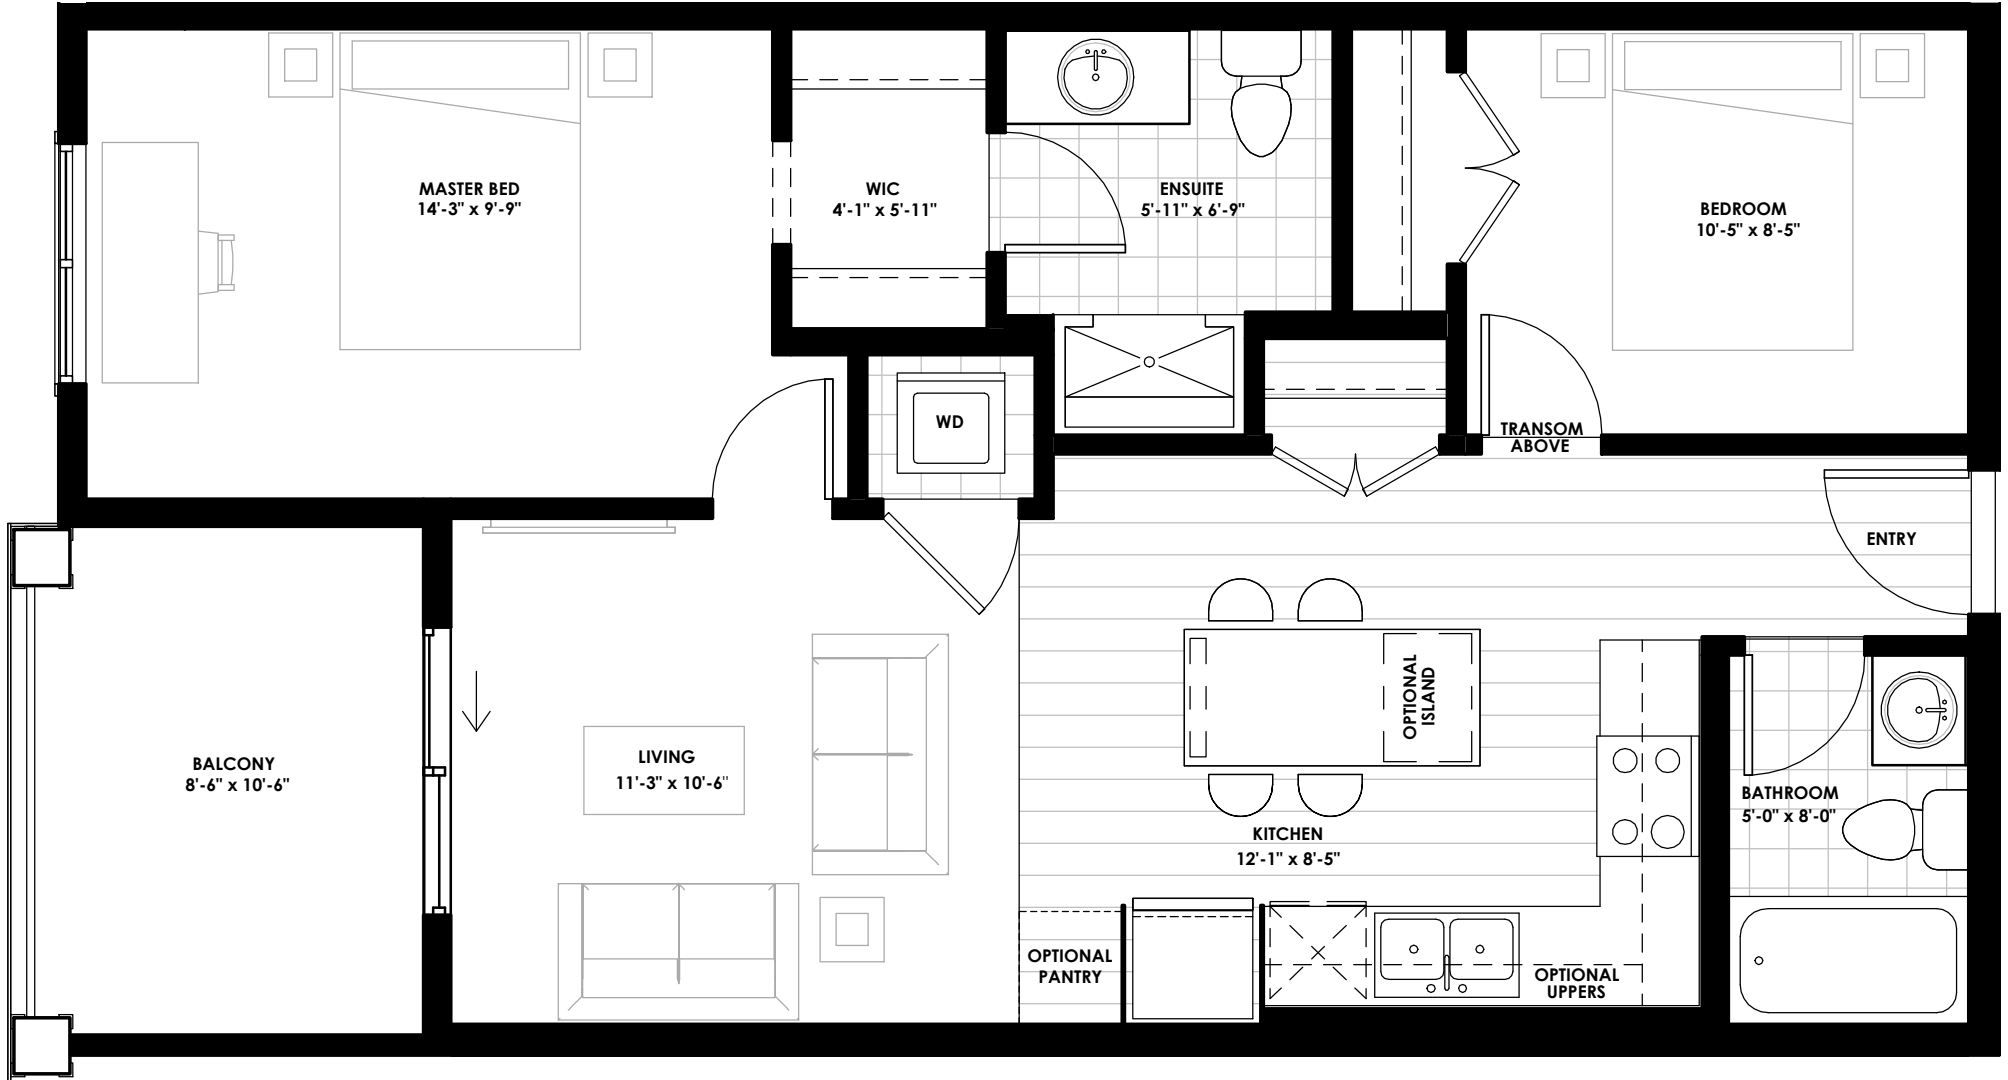 MASTER BED
14'-3" x 9'-9"
WIC
4'-1" x 5'-11"
ENSUITE
5'-11" x 6'-9"
BEDROOM
10'-5" x 8'-5"
WD
TRANSOM
ABOVE
ENTRY
BALCONY
8'-6" x 10'-6"
LIVING
11'-3" x 10'-6"
OPTIONAL
ISLAND
KITCHEN
12'-1" x 8'-5"
BATHROOM
5'-0" x 8'-0"
OPTIONAL
PANTRY
OPTIONAL
UPPERS